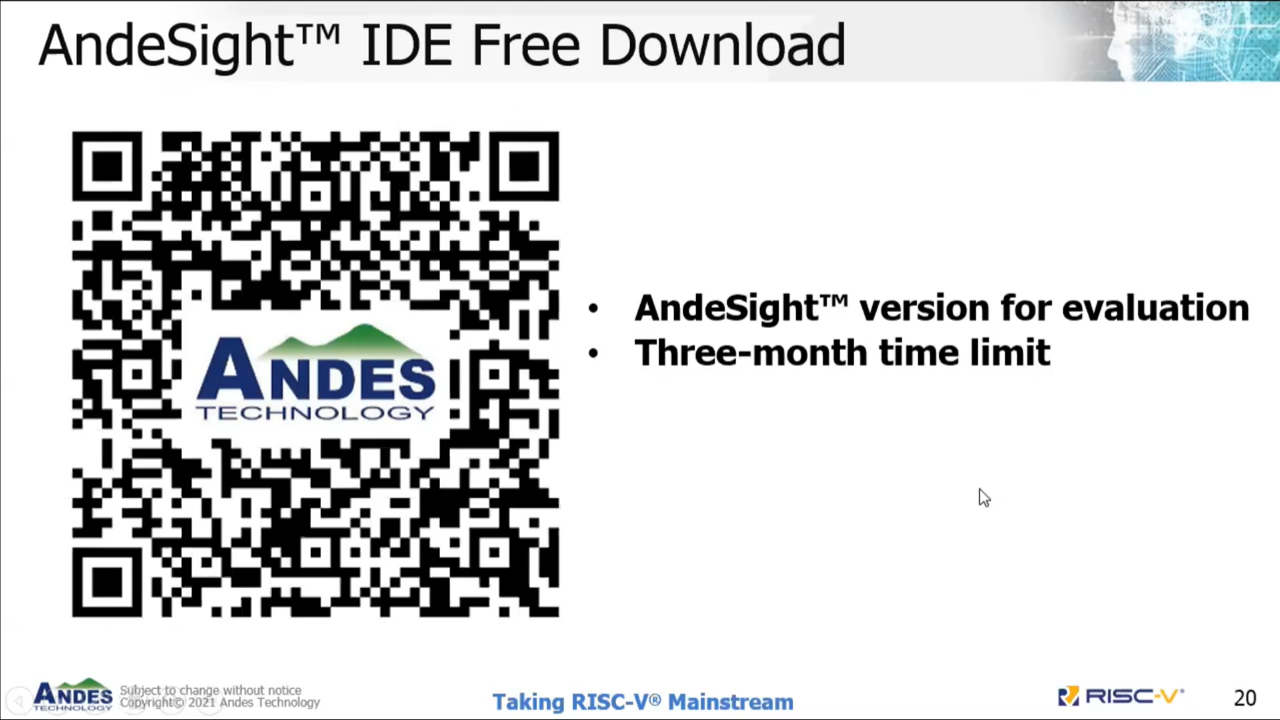 AndeSight™ IDE Free Download
ANDES
TECHNOLOGY
• AndeSight™ version for evaluation
• Three-month time limit
ANDES
TECHNOLOGY
Subject to change without notice
Copyright© 2021 Andes Technology
Taking RISC-V® Mainstream
RISC-V®
20